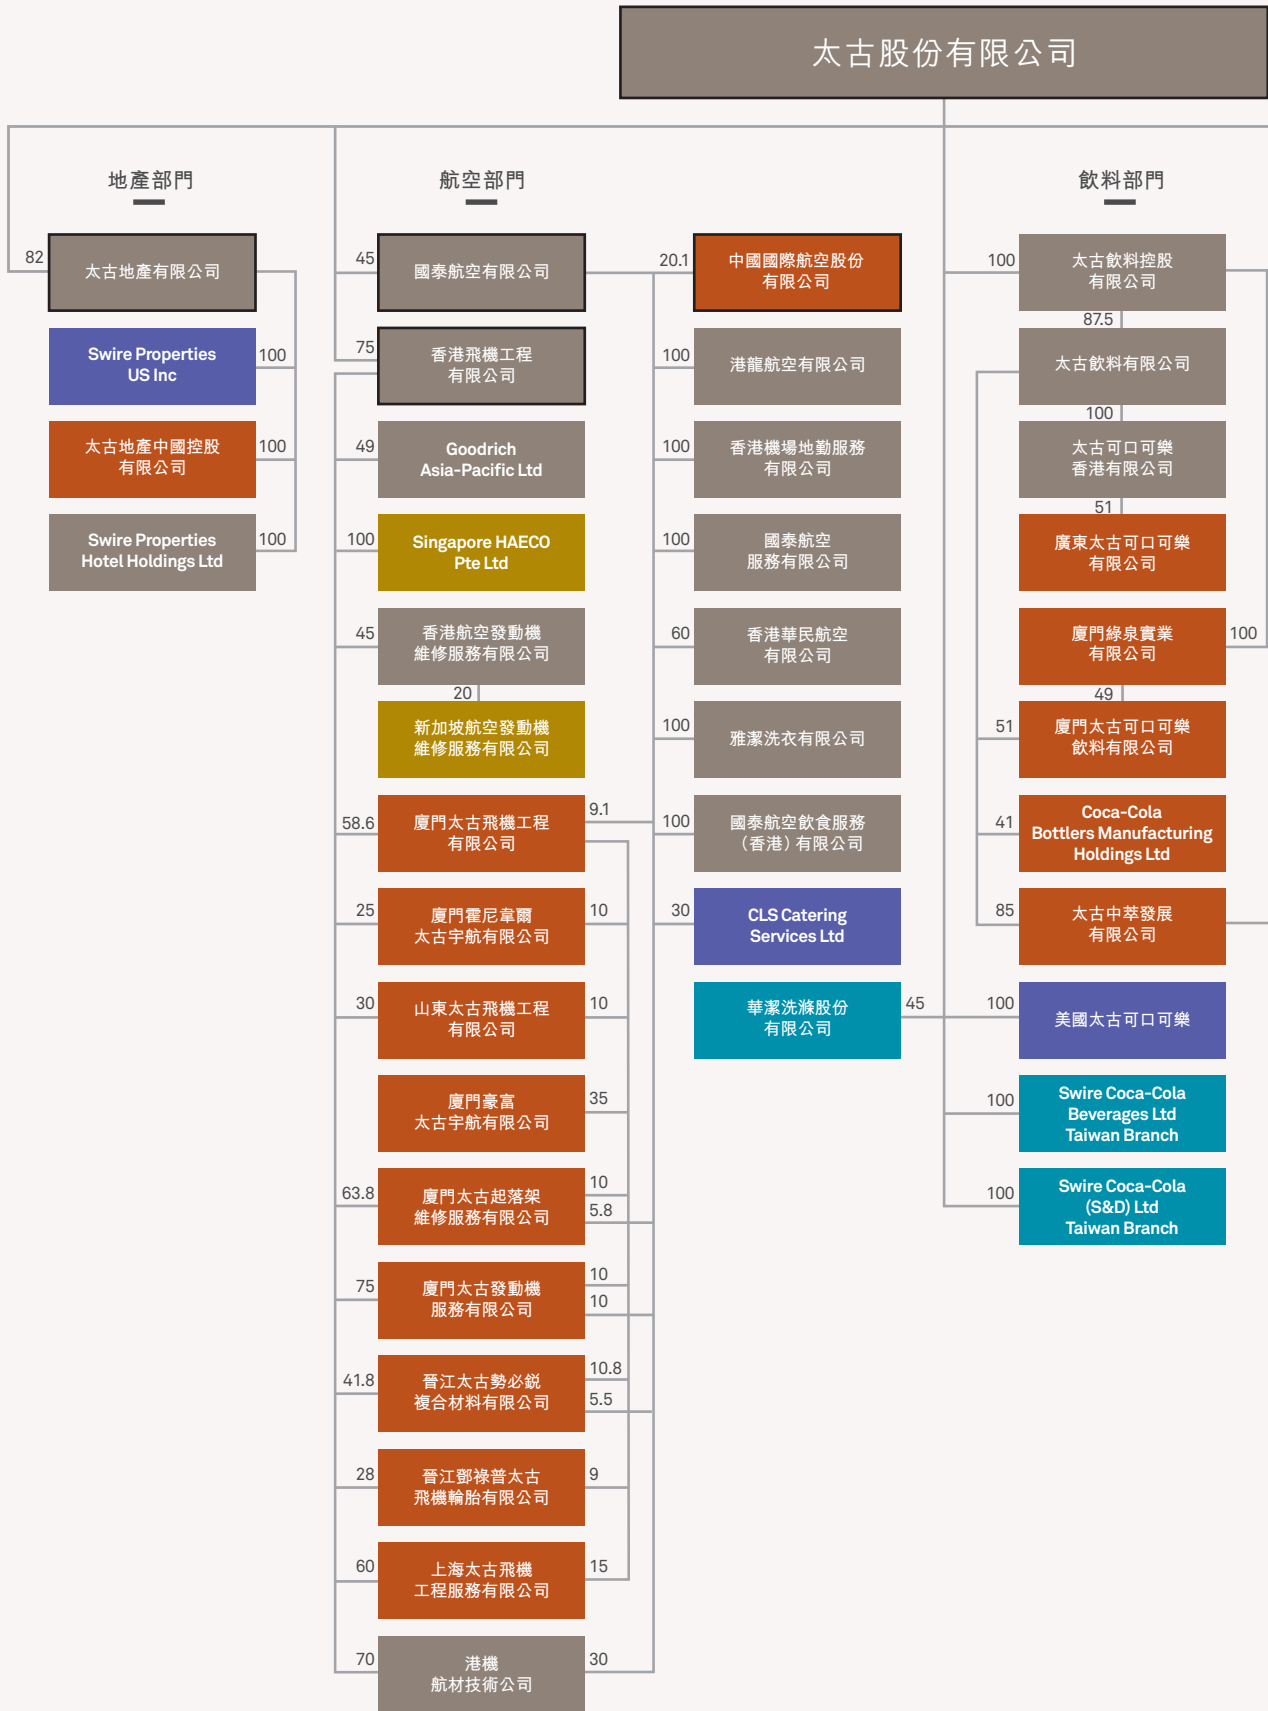 太古股份有限公司
地產部門
82
太古地產有限公司
Swire Properties
US Inc
100
太古地產中國控股
有限公司
100
Swire Properties
Hotel Holdings Ltd
100
航空部門
45
國泰航空有限公司
75
香港飛機工程
有限公司
49
Goodrich
Asia-Pacific Ltd
100
Singapore HAECO
Pte Ltd
45
香港航空發動機
維修服務有限公司
20
新加坡航空發動機
維修服務有限公司
58.6
廈門太古飛機工程
有限公司
9.1
25
廈門霍尼韋爾
太古宇航有限公司
10
30
山東太古飛機工程
有限公司
10
廈門豪富
太古宇航有限公司
35
63.8
廈門太古起落架
維修服務有限公司
10
5.8
75
廈門太古發動機
服務有限公司
10
10
41.8
晉江太古勢必銳
複合材料有限公司
10.8
5.5
28
晉江鄧祿普太古
飛機輪胎有限公司
9
60
上海太古飛機
工程服務有限公司
15
70
港機
航材技術公司
30
20.1
中國國際航空股份
有限公司
100
港龍航空有限公司
100
香港機場地勤服務
有限公司
100
國泰航空
服務有限公司
60
香港華民航空
有限公司
100
雅潔洗衣有限公司
100
國泰航空飲食服務
（香港）有限公司
30
CLS Catering
Services Ltd
華潔洗滌股份
有限公司
45
飲料部門
100
太古飲料控股
有限公司
87.5
太古飲料有限公司
100
太古可口可樂
香港有限公司
51
廣東太古可口可樂
有限公司
廈門綠泉實業
有限公司
100
49
51
廈門太古可口可樂
飲料有限公司
41
Coca-Cola
Bottlers Manufacturing
Holdings Ltd
85
太古中萃發展
有限公司
100
美國太古可口可樂
100
Swire Coca-Cola
Beverages Ltd
Taiwan Branch
100
Swire Coca-Cola
(S&D) Ltd
Taiwan Branch